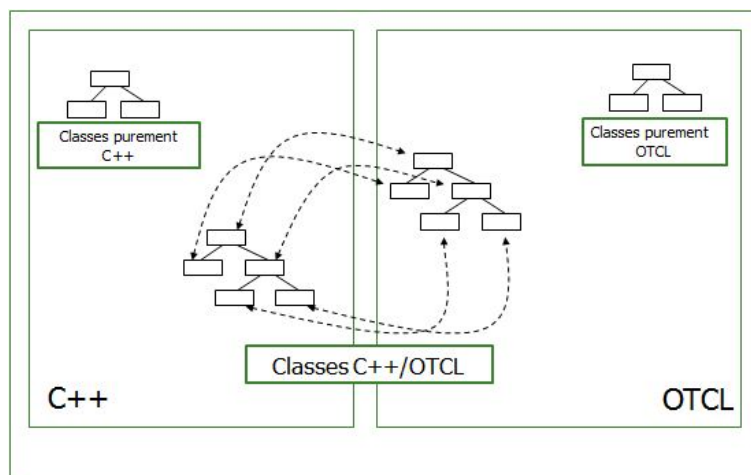 Classes purement
C++
Classes purement
OTCL
Classes C++/OTCL
C++
OTCL